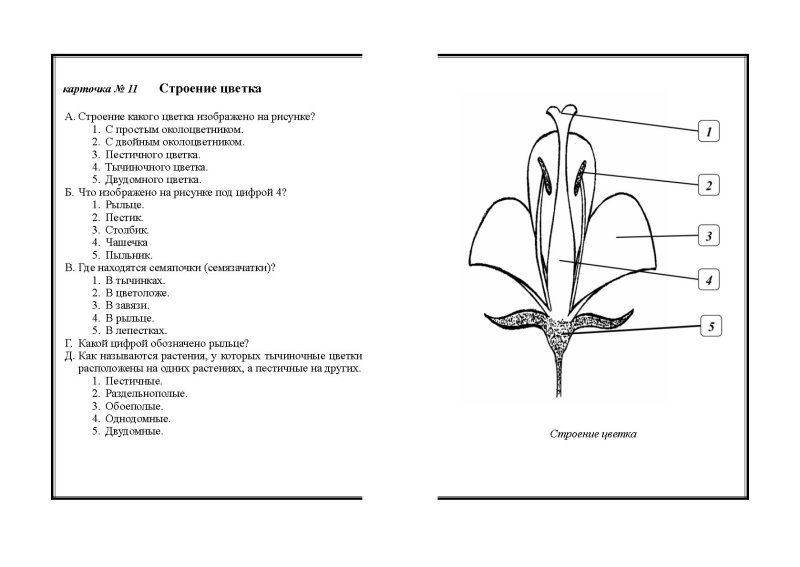 карточка № 11 Строение цветка
А. Строение какого цветка изображено на рисунке?
1. С простым околоцветником.
2. С двойным околоцветником.
3. Пестичного цветка.
4. Тычиночного цветка.
5. Двудомного цветка.
Б. Что изображено на рисунке под цифрой 4?
1. Рыльце.
2. Пестик.
3. Столбик.
4. Чашечка
5. Пыльник.
В. Где находятся семяпочки (семязачатки)?
1. В тычинках.
2. В цветоложе.
3. В завязи.
4. В рыльце.
5. В лепестках.
Г. Какой цифрой обозначено рыльце?
Д. Как называются растения, у которых тычиночные цветки
расположены на одних растениях, а пестичные на других.
1. Пестичные.
2. Раздельнополые.
3. Обоеполые.
4. Однодомные.
5. Двудомные.
1
2
3
4
5
Строение цветка